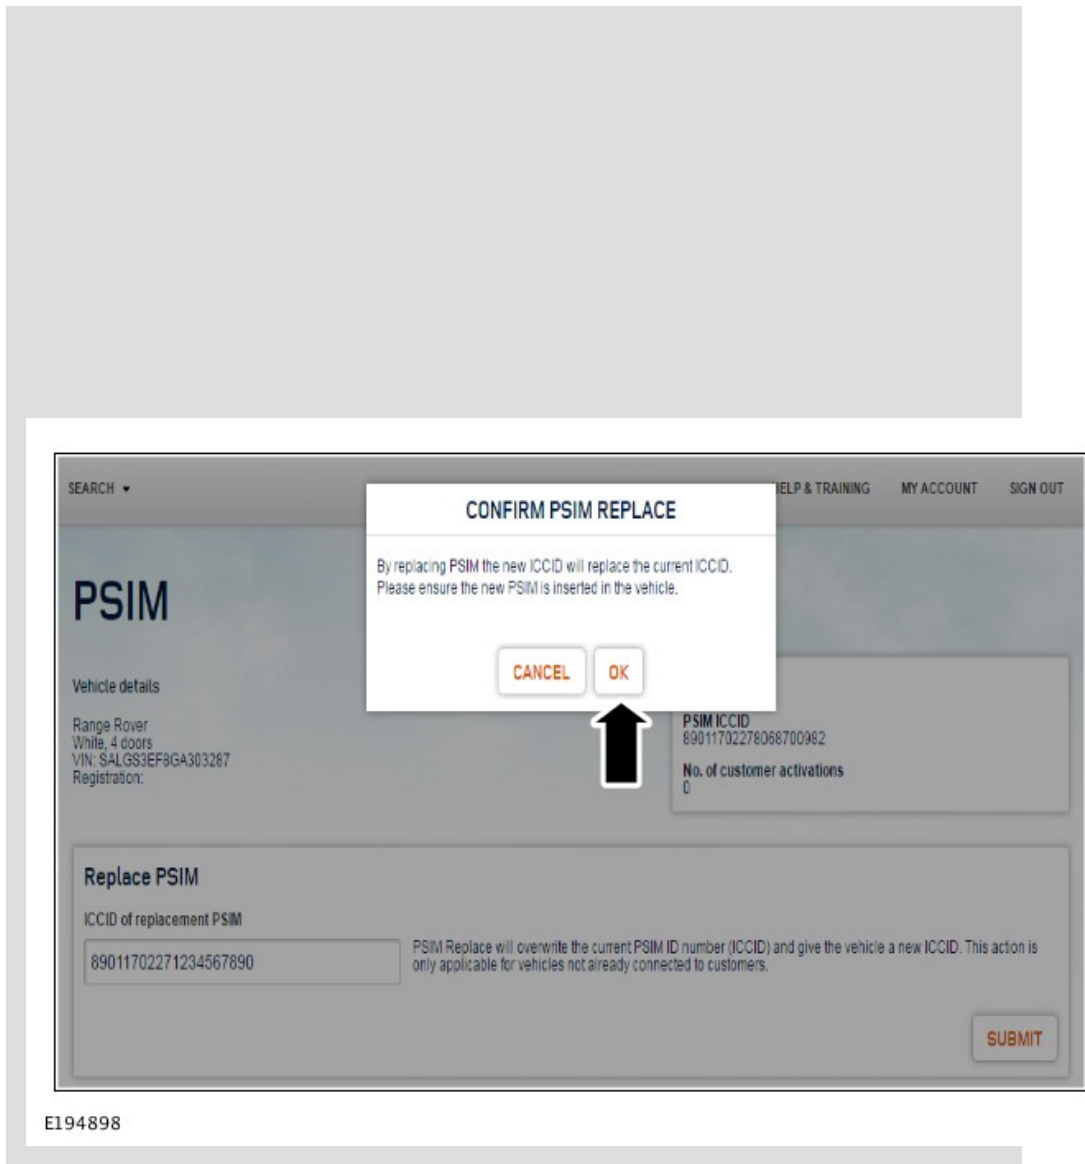 SEARCH
HELP & TRAINING MY ACCOUNT SIGN OUT
CONFIRM PSIM REPLACE
By replacing PSIM the new ICCID will replace the current ICCID.
Please ensure the new PSIM is inserted in the vehicle.
CANCEL OK
PSIM
Vehicle details
Range Rover
White, 4 doors
VIN: SALGS3EF8GA303287
Registration:
PSIM ICCID
89011702278068700982
No. of customer activations
0
Replace PSIM
ICCID of replacement PSIM
89011702271234567890
PSIM Replace will overwrite the current PSIM ID number (ICCID) and give the vehicle a new ICCID. This action is
only applicable for vehicles not already connected to customers.
SUBMIT
E194898